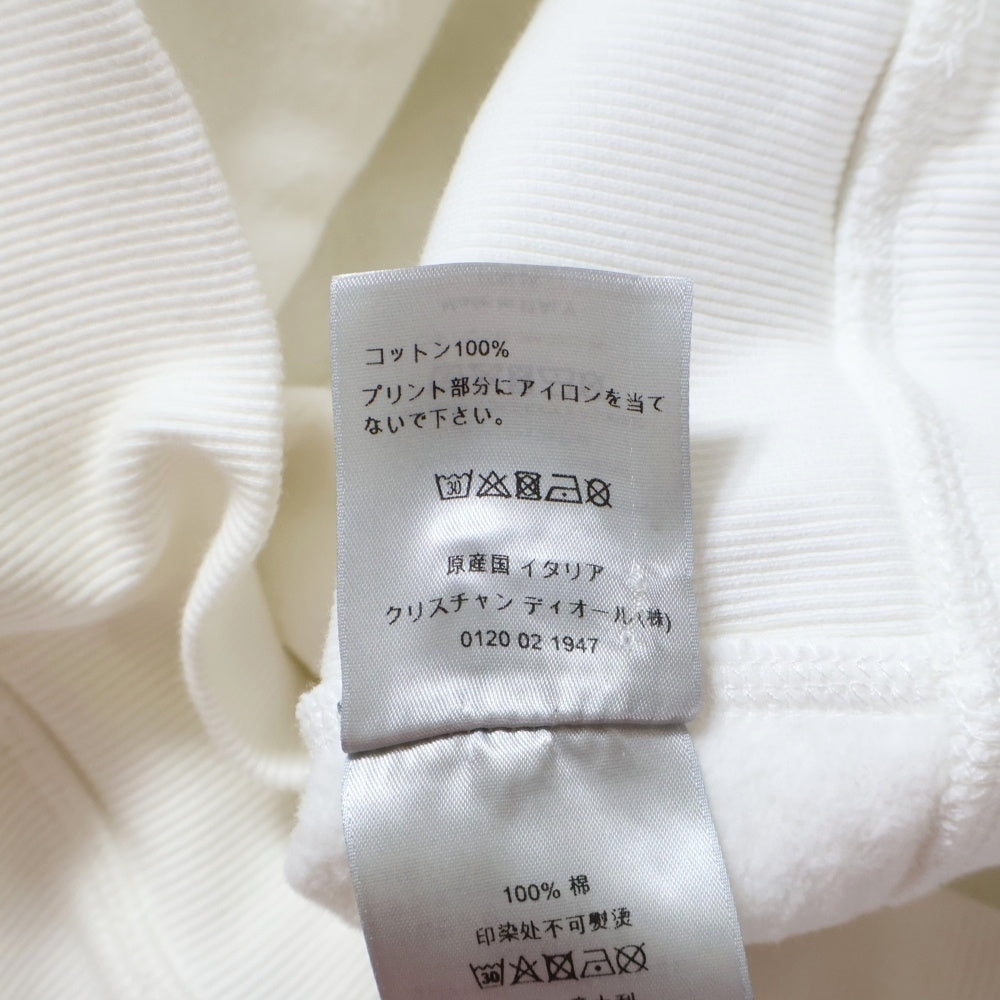 コットン100%
プリント部分にアイロンを当て
ないで下さい。
30
原産国 イタリア
クリスチャン ディオール (株)
0120 02 1947
100% 棉
印染处不可熨烫
30